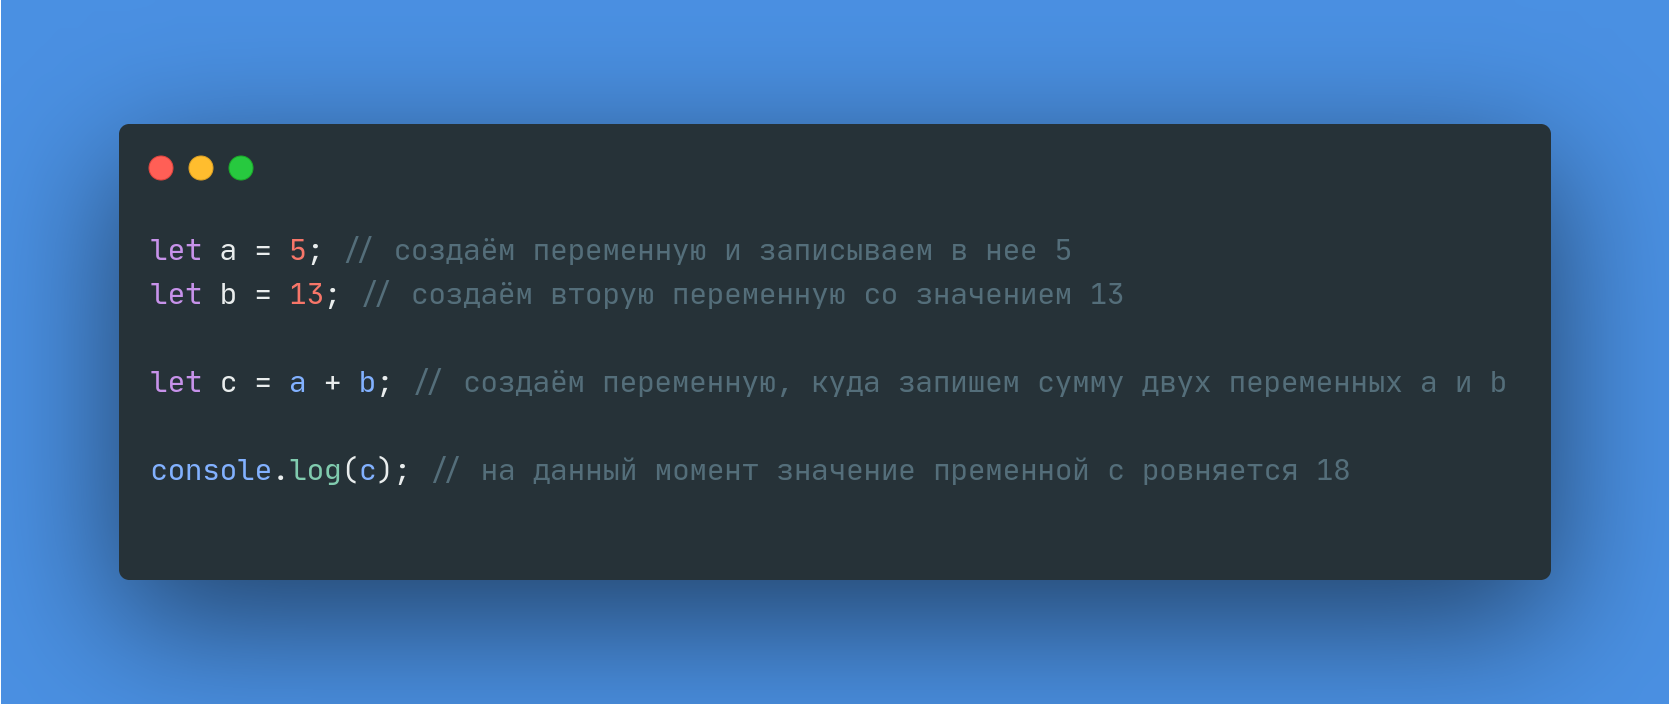 let a = 5; // создаём переменную и записываем в нее 5
let b = 13; // создаём вторую переменную со значением 13
let c = a + b; // создаём переменную, куда запишем сумму двух переменных a и b
console.log(c); // на данный момент значение пременной c ровняется 18